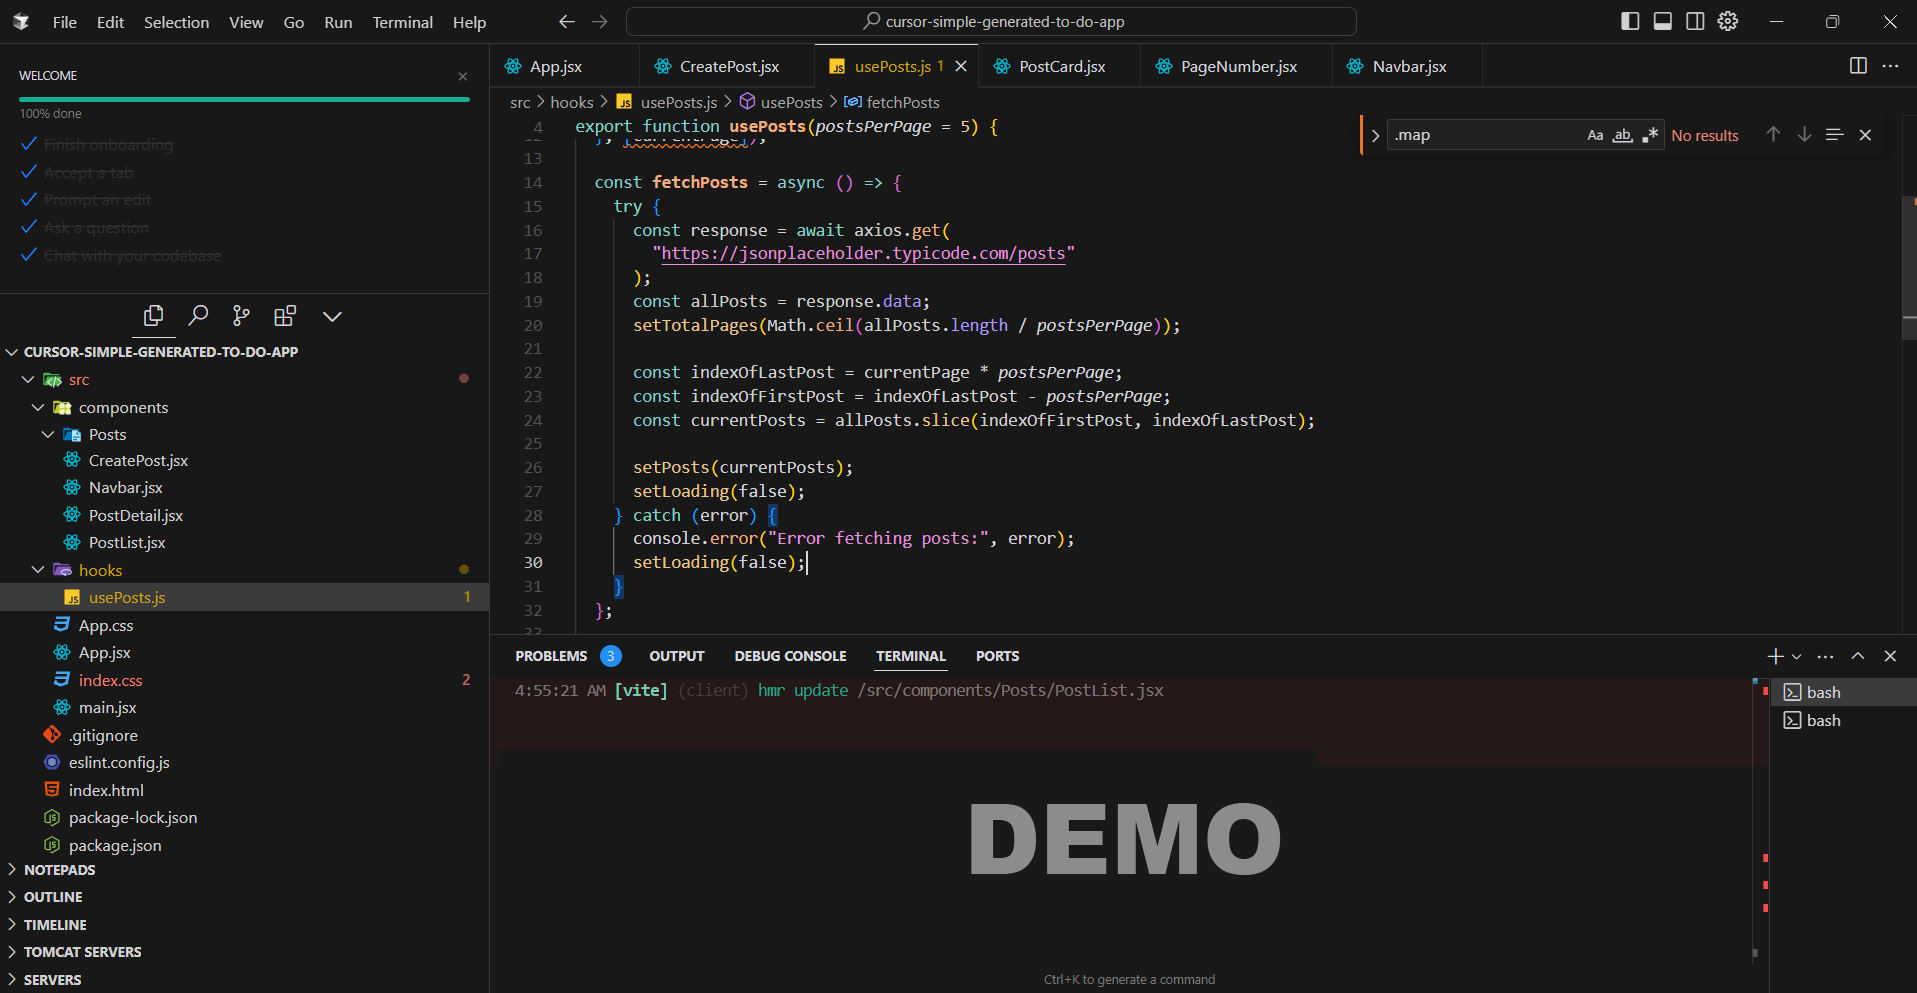 File Edit Selection View Go Run Terminal Help
cursor-simple-generated-to-do-app
WELCOME
100% done
Finish onboarding
Accept a tab
Prompt an edit
Ask a question
Chat with your codebase
CURSOR-SIMPLE-GENERATED-TO-DO-APP
src
components
Posts
CreatePost.jsx
Navbar.jsx
PostDetail.jsx
PostList.jsx
hooks
usePosts.js 1
App.css
App.jsx
index.css 2
main.jsx
.gitignore
eslint.config.js
index.html
package-lock.json
package.json
NOTEPADS
OUTLINE
TIMELINE
TOMCAT SERVERS
SERVERS
App.jsx CreatePost.jsx usePosts.js 1 PostCard.jsx PageNumber.jsx Navbar.jsx
src > hooks > usePosts.js > usePosts > fetchPosts
.map Aa ab No results
4 export function usePosts(postsPerPage = 5) {
12 }, [currentPage]);
13
14 const fetchPosts = async () => {
15 try {
16 const response = await axios.get(
17 "https://jsonplaceholder.typicode.com/posts"
18 );
19 const allPosts = response.data;
20 setTotalPages(Math.ceil(allPosts.length / postsPerPage));
21
22 const indexOfLastPost = currentPage * postsPerPage;
23 const indexOfFirstPost = indexOfLastPost - postsPerPage;
24 const currentPosts = allPosts.slice(indexOfFirstPost, indexOfLastPost);
25
26 setPosts(currentPosts);
27 setLoading(false);
28 } catch (error) {
29 console.error("Error fetching posts:", error);
30 setLoading(false);
31 }
32 };
33
PROBLEMS 3 OUTPUT DEBUG CONSOLE TERMINAL PORTS
4:55:21 AM [vite] (client) hmr update /src/components/Posts/PostList.jsx
bash
bash
DEMO
Ctrl+K to generate a command